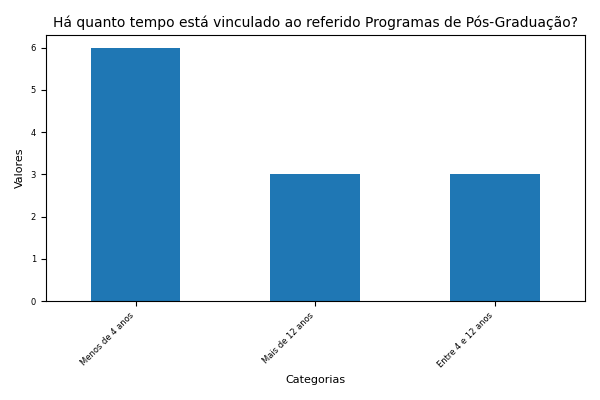 Há quanto tempo está vinculado ao referido Programas de Pós-Graduação?
Valores
6
5
4
3
2
1
0
Menos de 4 anos
Mais de 12 anos
Entre 4 e 12 anos
Categorias